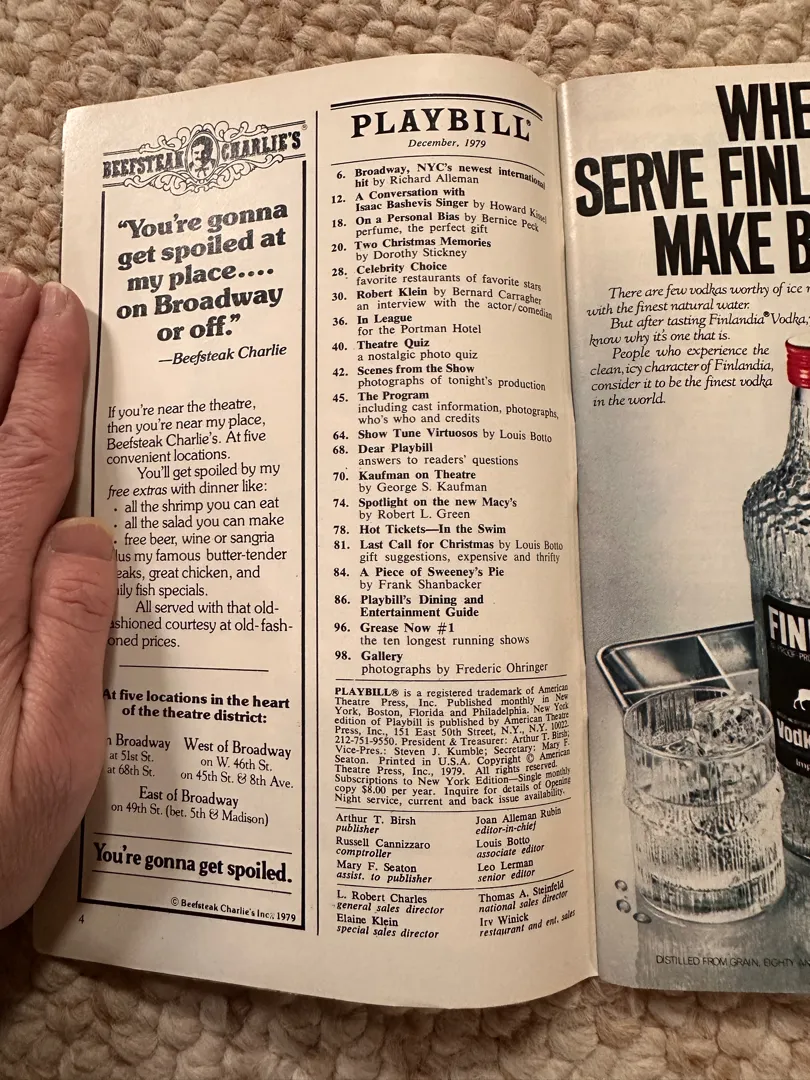 BEEFSTEAK CHARLIE'S®
"You're gonna
get spoiled at
my place....
on Broadway
or off."
—Beefsteak Charlie
If you're near the theatre,
then you're near my place,
Beefsteak Charlie's. At five
convenient locations.
You'll get spoiled by my
free extras with dinner like:
• all the shrimp you can eat
• all the salad you can make
• free beer, wine or sangria
lus my famous butter-tender
eaks, great chicken, and
ily fish specials.
All served with that old-
shioned courtesy at old-fash-
oned prices.
At five locations in the heart
of the theatre district:
n Broadway
at 51st St.
at 68th St.
West of Broadway
on W. 46th St.
on 45th St. & 8th Ave.
East of Broadway
on 49th St. (bet. 5th & Madison)
You're gonna get spoiled.
© Beefsteak Charlie's Inc., 1979
4
PLAYBILL®
December, 1979
6. Broadway, NYC's newest international
hit by Richard Alleman
12. A Conversation with
Isaac Bashevis Singer by Howard Kissel
18. On a Personal Bias by Bernice Peck
perfume, the perfect gift
20. Two Christmas Memories
by Dorothy Stickney
28. Celebrity Choice
favorite restaurants of favorite stars
30. Robert Klein by Bernard Carragher
an interview with the actor/comedian
36. In League
for the Portman Hotel
40. Theatre Quiz
a nostalgic photo quiz
42. Scenes from the Show
photographs of tonight's production
45. The Program
including cast information, photographs,
who's who and credits
64. Show Tune Virtuosos by Louis Botto
68. Dear Playbill
answers to readers' questions
70. Kaufman on Theatre
by George S. Kaufman
74. Spotlight on the new Macy's
by Robert L. Green
78. Hot Tickets—In the Swim
81. Last Call for Christmas by Louis Botto
gift suggestions, expensive and thrifty
84. A Piece of Sweeney's Pie
by Frank Shanbacker
86. Playbill's Dining and
Entertainment Guide
96. Grease Now #1
the ten longest running shows
98. Gallery
photographs by Frederic Ohringer
PLAYBILL® is a registered trademark of American
Theatre Press, Inc. Published monthly in New
York, Boston, Florida and Philadelphia. New York
edition of Playbill is published by American Theatre
Press, Inc., 151 East 50th Street, N.Y., N.Y. 10022.
212-751-9550. President & Treasurer: Arthur T. Birsh;
Vice-Pres.: Steven J. Kumble; Secretary: Mary F.
Seaton. Printed in U.S.A. Copyright © American
Theatre Press, Inc., 1979. All rights reserved.
Subscriptions to New York Edition—Single monthly
copy $8.00 per year. Inquire for details of Opening
Night service, current and back issue availability.
Arthur T. Birsh
publisher
Russell Cannizzaro
comptroller
Mary F. Seaton
assist. to publisher
Joan Alleman Rubin
editor-in-chief
Louis Botto
associate editor
Leo Lerman
senior editor
L. Robert Charles
general sales director
Elaine Klein
special sales director
Thomas A. Steinfeld
national sales director
Irv Winick
restaurant and ent. sales
WHE
SERVE FINL
MAKE B
There are few vodkas worthy of ice
with the finest natural water.
But after tasting Finlandia® Vodka,
know why it's one that is.
People who experience the
clean, icy character of Finlandia,
consider it to be the finest vodka
in the world.
FIN
Vodk
Imp
DISTILLED FROM GRAIN, EIGHTY AN